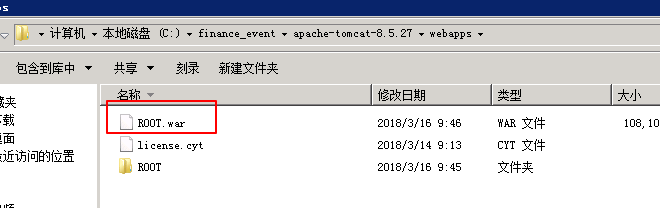 计算机 本地磁盘 (C:) finance_event apache-tomcat-8.5.27 webapps
包含到库中 共享 刻录 新建文件夹
名称 修改日期 类型 大小
ROOT.war 2018/3/16 9:46 WAR 文件 108,10
license.cyt 2018/3/14 9:13 CYT 文件
ROOT 2018/3/16 9:45 文件夹
藏夹
下载
桌面
最近访问的位置